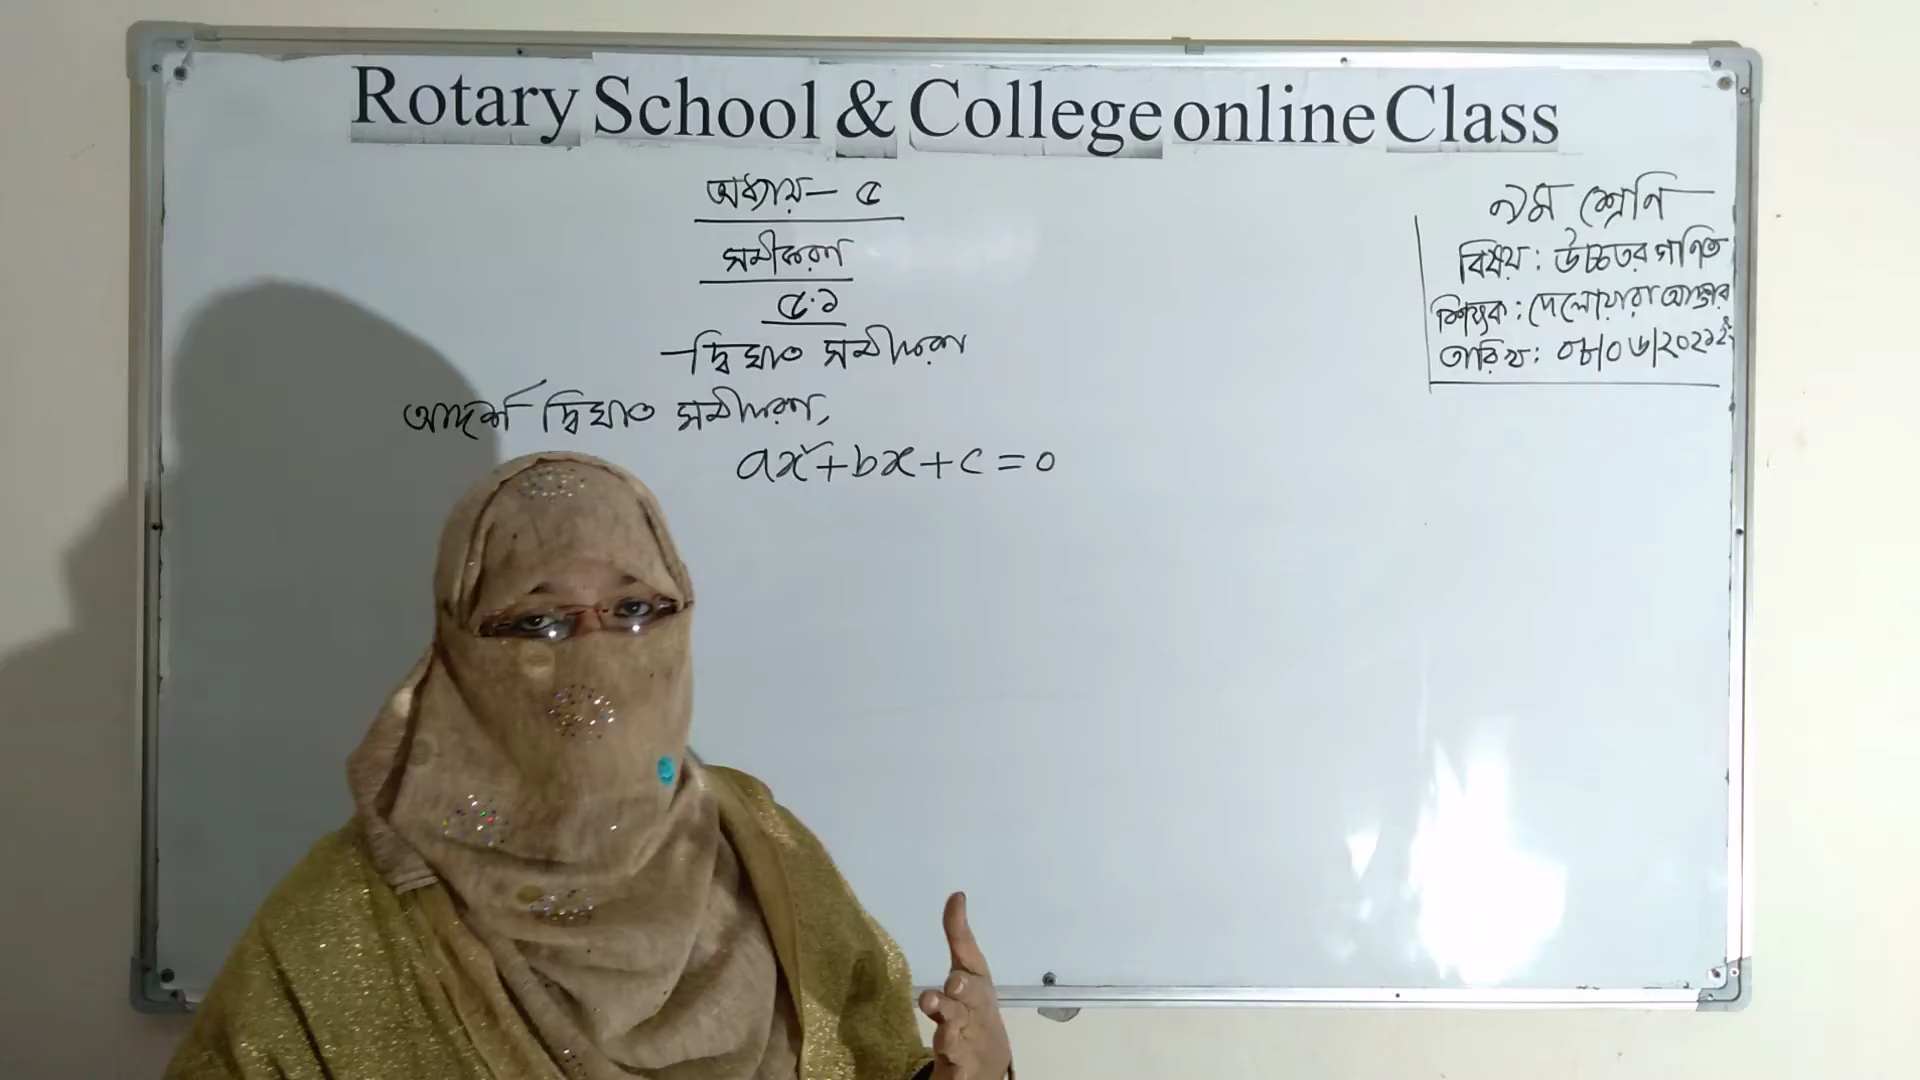 Rotary School & College online Class
অধ্যায় – ৫
সমীকরণ
৫.১
দ্বিঘাত সমীকরণ
আদর্শ দ্বিঘাত সমীকরণ,
ax²+bx+c=0
৯ম শ্রেণি
বিষয় : উচ্চতর গণিত
শিক্ষক : দেলোয়ারা আক্তার
তারিখ : ০৮/০৬/২০২১ইং